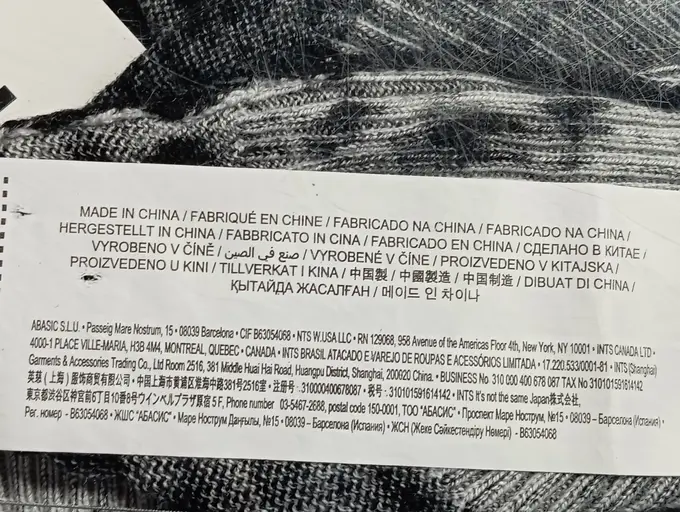 MADE IN CHINA / FABRIQUÉ EN CHINE / FABRICADO NA CHINA / FABRICADO NA CHINA /
HERGESTELLT IN CHINA / FABBRICATO IN CINA / FABRICADO EN CHINA / СДЕЛАНО В КИТАЕ /
VYROBENO V ČÍNĚ / صنع في الصين / VYROBENÉ V ČÍNE / PROIZVEDENO V KITAJSKA /
PROIZVEDENO U KINI / TILLVERKAT I KINA / 中国製 / 中國製造 / 中国制造 / DIBUAT DI CHINA /
ҚЫТАЙДА ЖАСАЛҒАН / 메이드 인 차이나
ABASIC S.L.U. • Passeig Mare Nostrum, 15 • 08039 Barcelona • CIF B63054068 • NTS W.USA LLC • RN 129068, 958 Avenue of the Americas Floor 4th, New York, NY 10001 • INTS CANADA LTD •
4000-1 PLACE VILLE-MARIA, H3B 4M4, MONTREAL, QUEBEC • CANADA • INTS BRASIL ATACADO E VAREJO DE ROUPAS E ACESSÓRIOS LIMITADA • 17.220.533/0001-81 • INTS (Shanghai)
Garments & Accessories Trading Co., Ltd Room 2516, 381 Middle Huai Hai Road, Huangpu District, Shanghai, 200020 China. • BUSINESS No 310 000 400 678 087 TAX No 310101591614142
英慈 (上海) 服饰商贸有限公司 • 中国上海市黄浦区淮海中路381号2516室 • 注册号 .310000400678087 • 税号 .310101591614142 • INTS It's not the same Japan株式会社,
東京都渋谷区神宮前6丁目10番8号ウインベルプラザ原宿 5 F, Phone number 03-5467-2688, postal code 150-0001, ТОО "АБАСИС" • Проспект Маре Нострум, №15 • 08039 – Барселона (Испания) •
Рег. номер - B63054068 • ЖШС "АБАСИС" • Маре Нострум Даңғылы, №15 • 08039 – Барселона (Испания) • ЖСН (Жеке Сәйкестендіру Нөмері) - B63054068